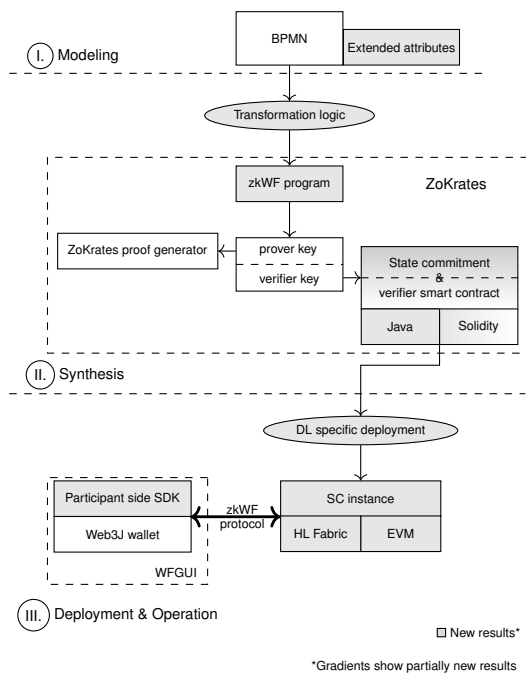 BPMN
Extended attributes
I. Modeling
Transformation logic
zkWF program
ZoKrates
ZoKrates proof generator
prover key
verifier key
State commitment
&
verifier smart contract
Java
Solidity
II. Synthesis
DL specific deployment
Participant side SDK
Web3J wallet
WFGUI
zkWF
protocol
SC instance
HL Fabric
EVM
III. Deployment & Operation
New results*
*Gradients show partially new results